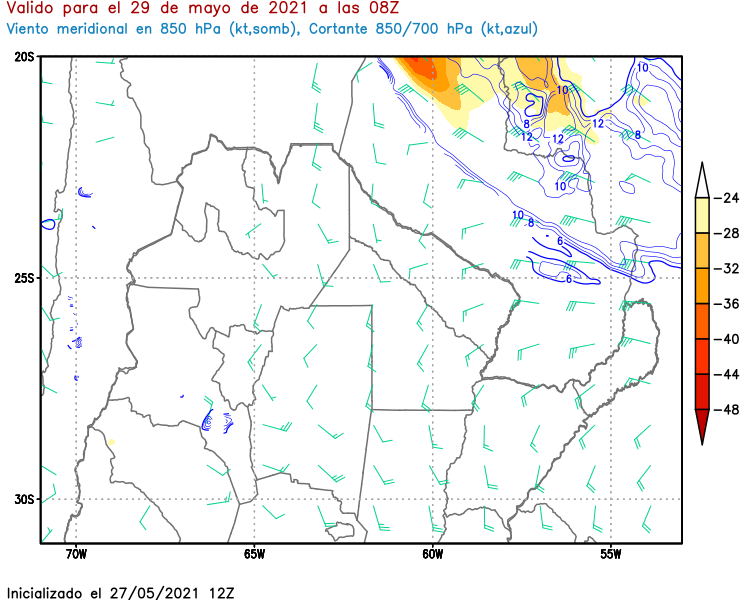 Valido para el 29 de mayo de 2021 a las 08Z
Viento meridional en 850 hPa (kt,somb), Cortante 850/700 hPa (kt,azul)
20S
25S
30S
70W
65W
60W
55W
10
10
8
12
12
12
8
10
10
8
6
6
-24
-28
-32
-36
-40
-44
-48
Inicializado el 27/05/2021 12Z